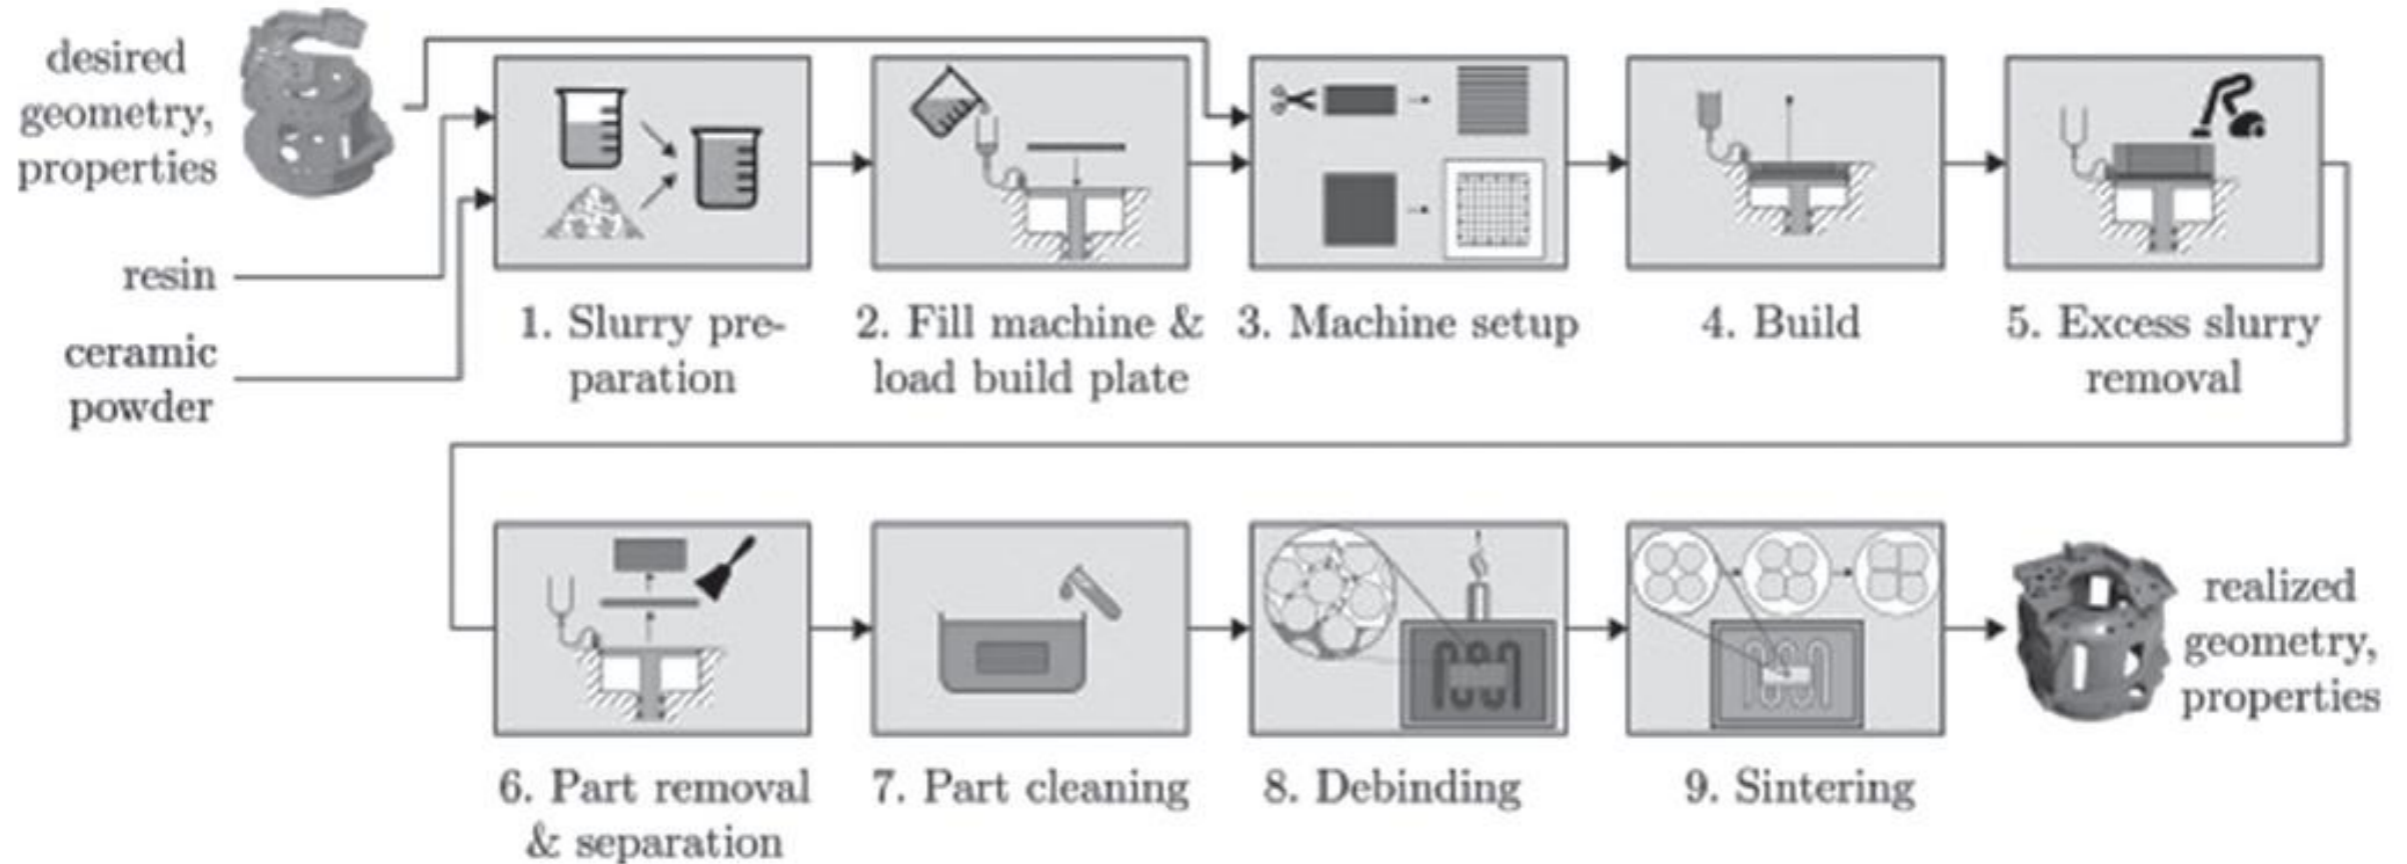 desired
geometry,
properties
resin
ceramic
powder
1. Slurry pre-
paration
2. Fill machine &
load build plate
3. Machine setup
4. Build
5. Excess slurry
removal
6. Part removal
& separation
7. Part cleaning
8. Debinding
9. Sintering
realized
geometry,
properties